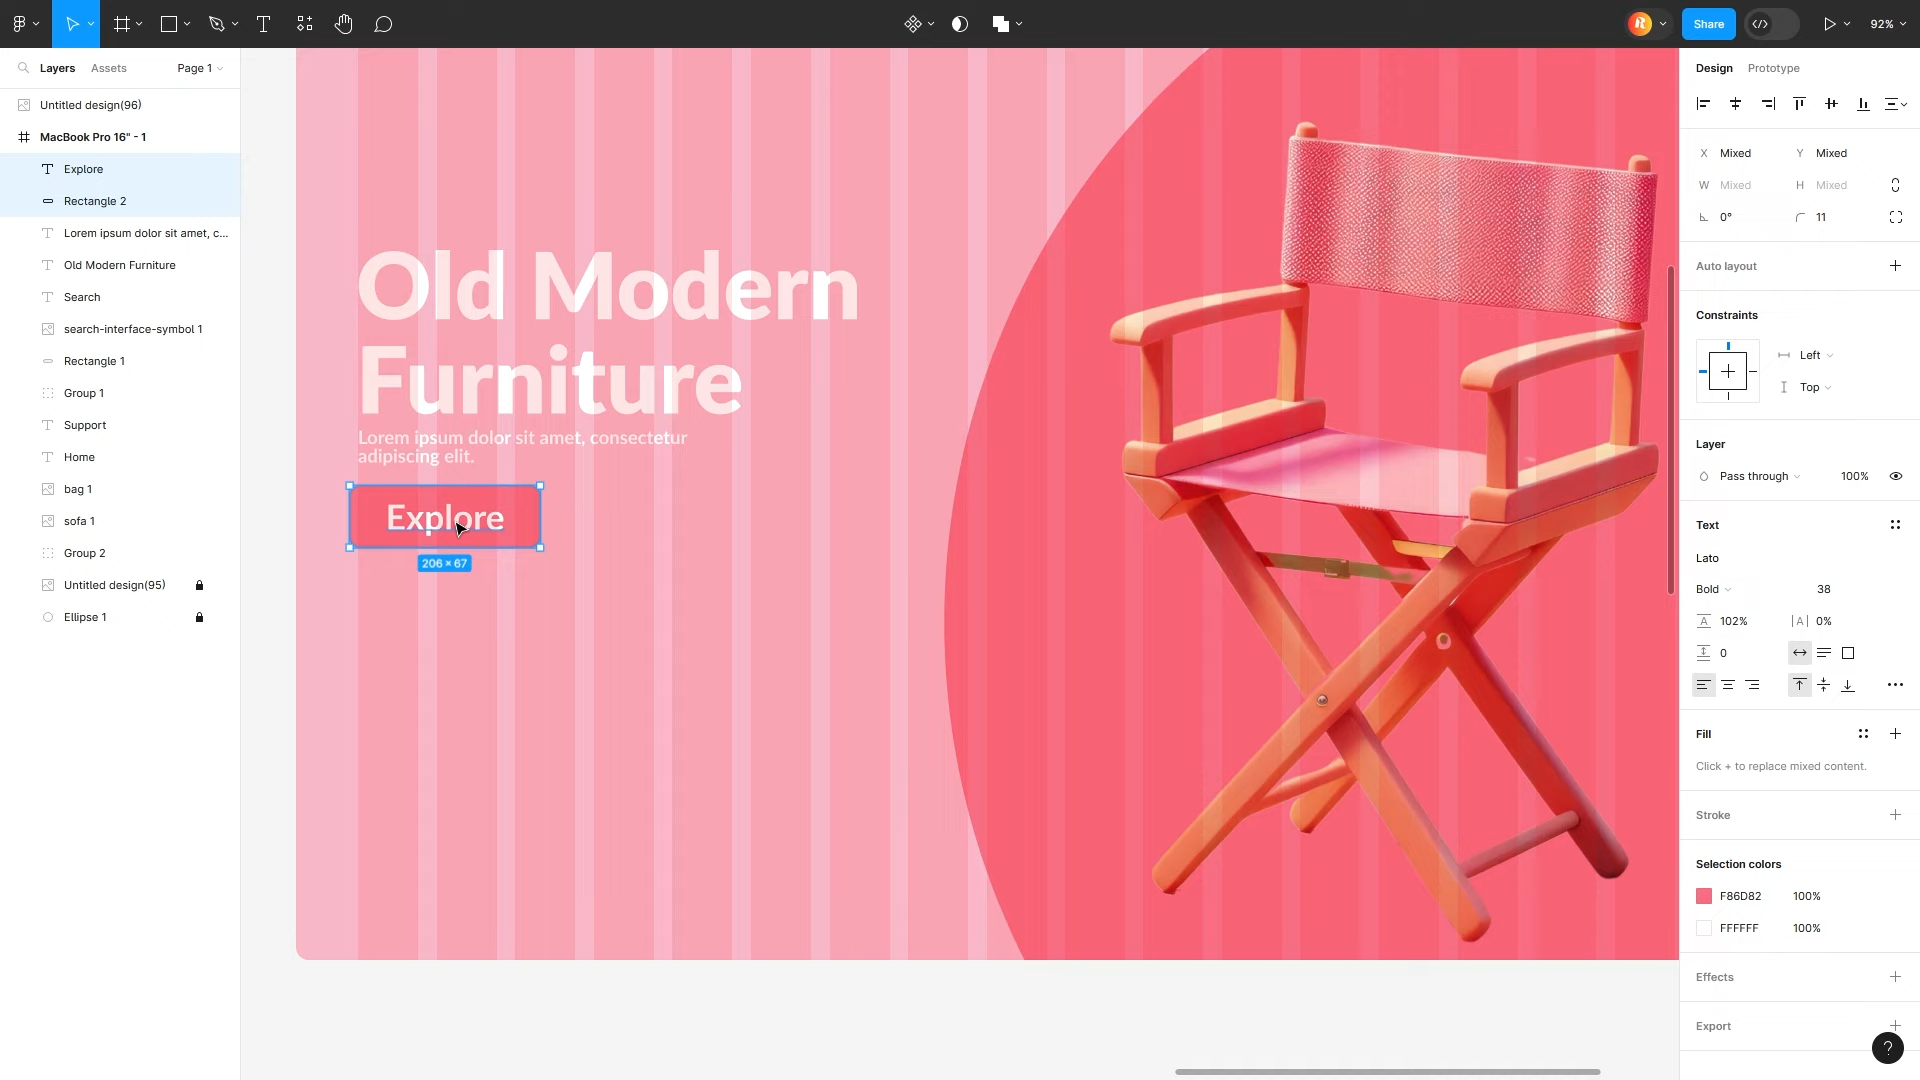 Share
92%
Layers
Assets
Page 1
Untitled design(96)
MacBook Pro 16" - 1
Explore
Rectangle 2
Lorem ipsum dolor sit amet, c...
Old Modern Furniture
Search
search-interface-symbol 1
Rectangle 1
Group 1
Support
Home
bag 1
sofa 1
Group 2
Untitled design(95)
Ellipse 1
Old Modern
Furniture
Lorem ipsum dolor sit amet, consectetur
adipiscing elit.
Explore
206 × 67
Design
Prototype
X Mixed Y Mixed
W Mixed H Mixed
0° 11
Auto layout
Constraints
Left
Top
Layer
Pass through 100%
Text
Lato
Bold 38
A 102% |A| 0%
0
Fill
Click + to replace mixed content.
Stroke
Selection colors
F86D82 100%
FFFFFF 100%
Effects
Export
?